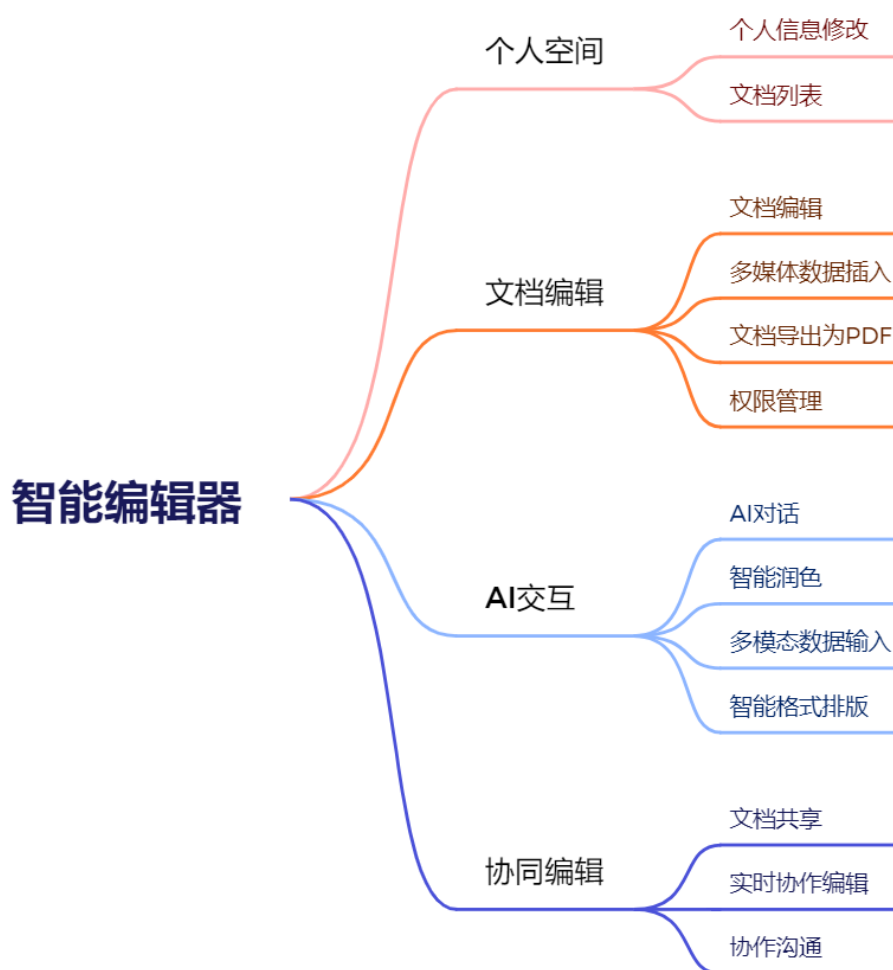 智能编辑器
个人空间
个人信息修改
文档列表
文档编辑
文档编辑
多媒体数据插入
文档导出为PDF
权限管理
AI交互
AI对话
智能润色
多模态数据输入
智能格式排版
协同编辑
文档共享
实时协作编辑
协作沟通